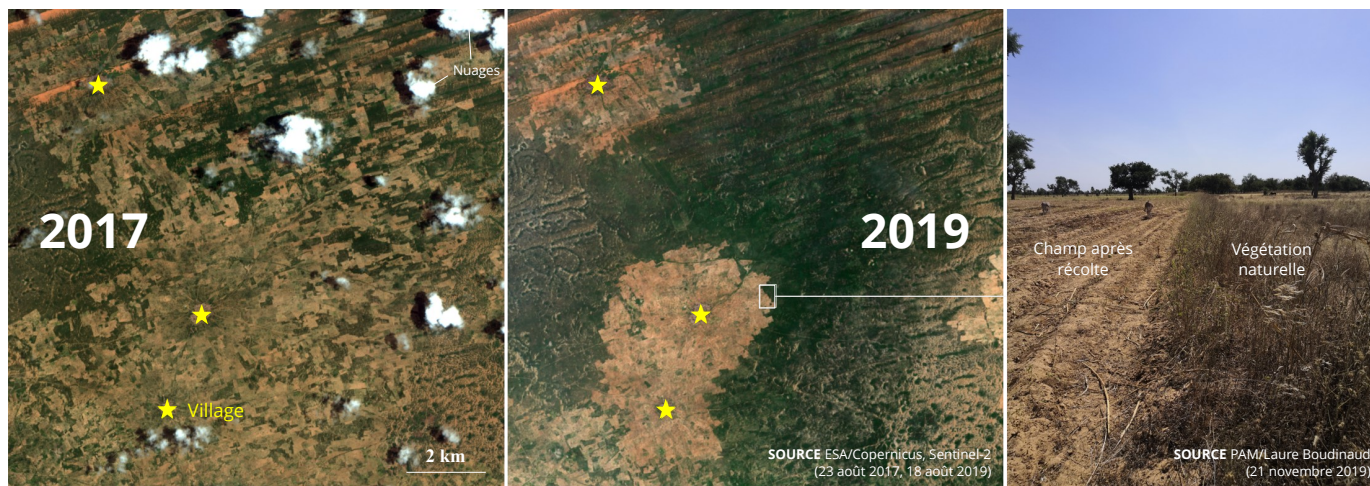 Nuages
2017
Village
2 km
2019
SOURCE ESA/Copernicus, Sentinel-2
(23 août 2017, 18 août 2019)
Champ après
récolte
Végétation
naturelle
SOURCE PAM/Laure Boudinaud
(21 novembre 2019)